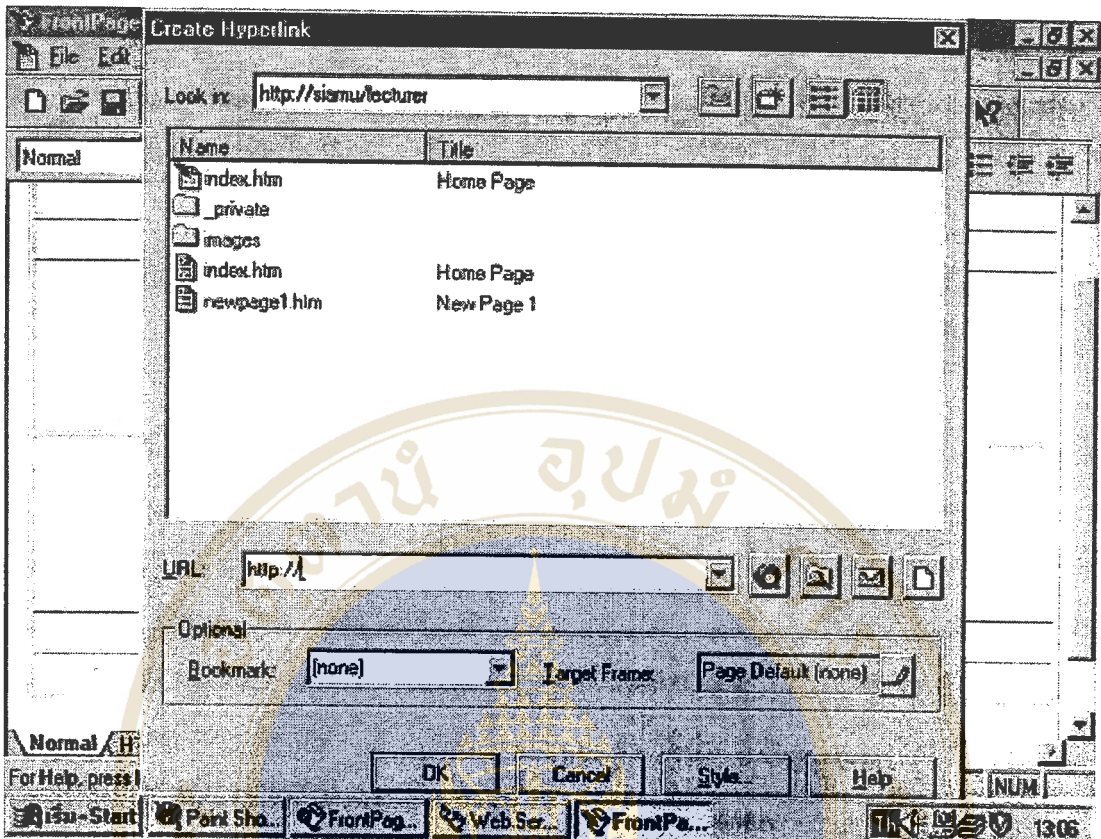 FrontPage
Create Hyperlink
File Edit
Look in: http://siamu/lecturer
Normal
Name Title
index.htm Home Page
_private
images
index.htm Home Page
newpage1.htm New Page 1
อุปมํ
URL: http://
Optional
Bookmark: (none) Target Frame: Page Default (none)
Normal H
OK Cancel Style... Help
For Help, press NUM
เริ่ม-Start Paint Sho... FrontPag... Web Ser... FrontPa... 13:06